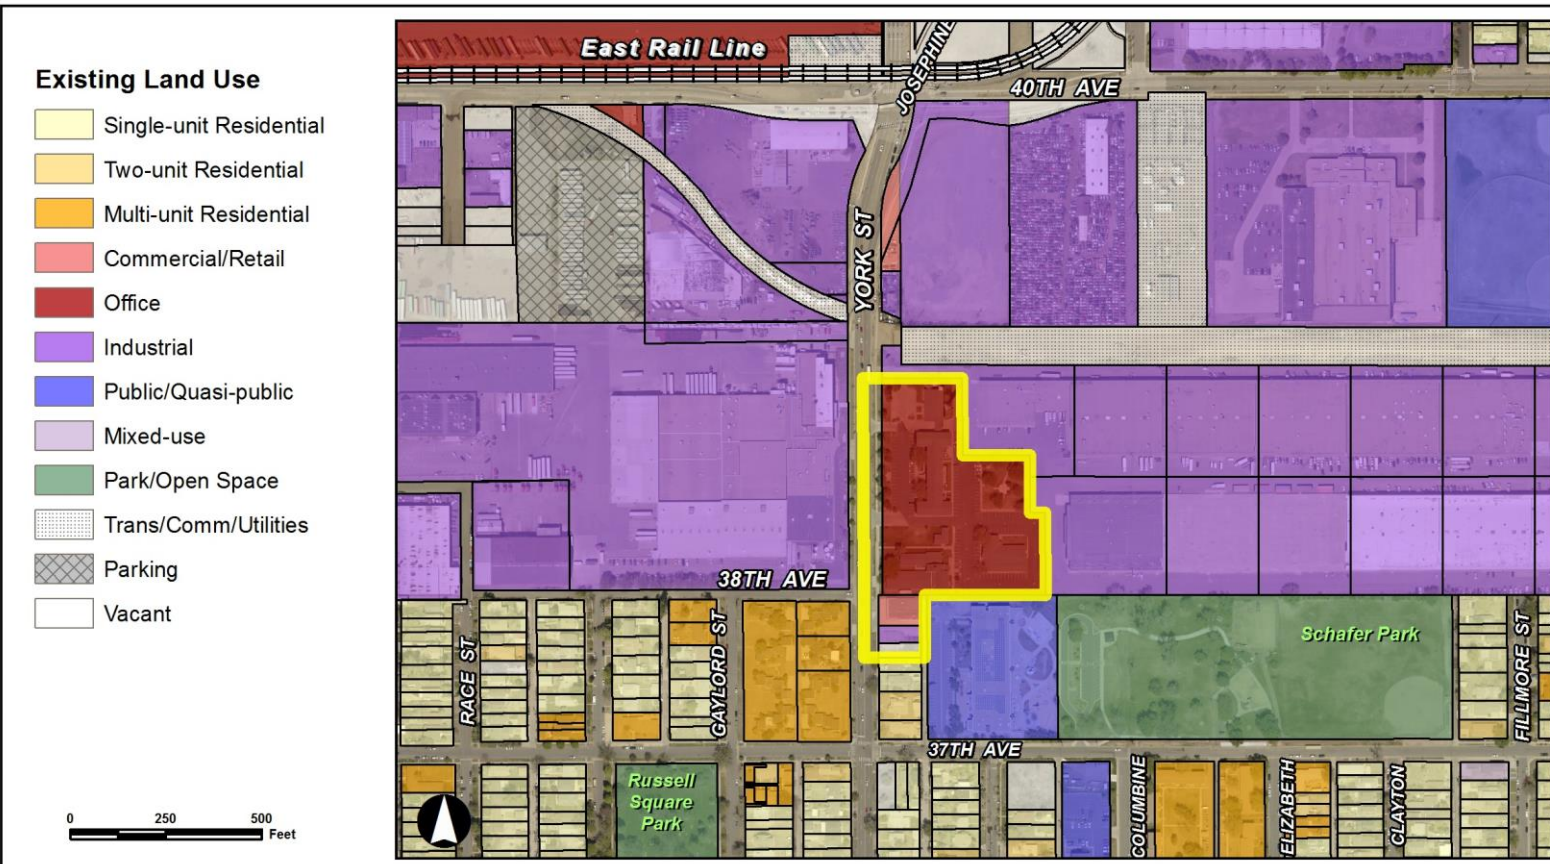 Existing Land Use
Single-unit Residential
Two-unit Residential
Multi-unit Residential
Commercial/Retail
Office
Industrial
Public/Quasi-public
Mixed-use
Park/Open Space
Trans/Comm/Utilities
Parking
Vacant
0 250 500
Feet
East Rail Line
JOSEPHINE
40TH AVE
YORK ST
38TH AVE
Schafer Park
RACE ST
GAYLORD ST
FILLMORE ST
37TH AVE
Russell
Square
Park
COLUMBINE
ELIZABETH
CLAYTON